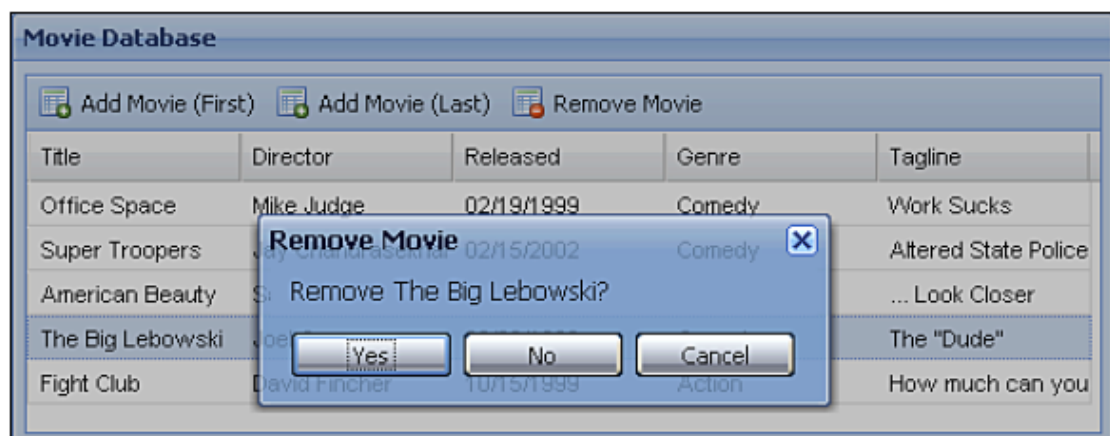 Movie Database
Add Movie (First) Add Movie (Last) Remove Movie
Title Director Released Genre Tagline
Office Space Mike Judge 02/19/1999 Comedy Work Sucks
Super Troopers Jay Chandrasekhar 02/15/2002 Comedy Altered State Police
American Beauty ... Look Closer
The Big Lebowski Joel The "Dude"
Fight Club David Fincher 10/15/1999 Action How much can you
Remove Movie
Remove The Big Lebowski?
Yes No Cancel